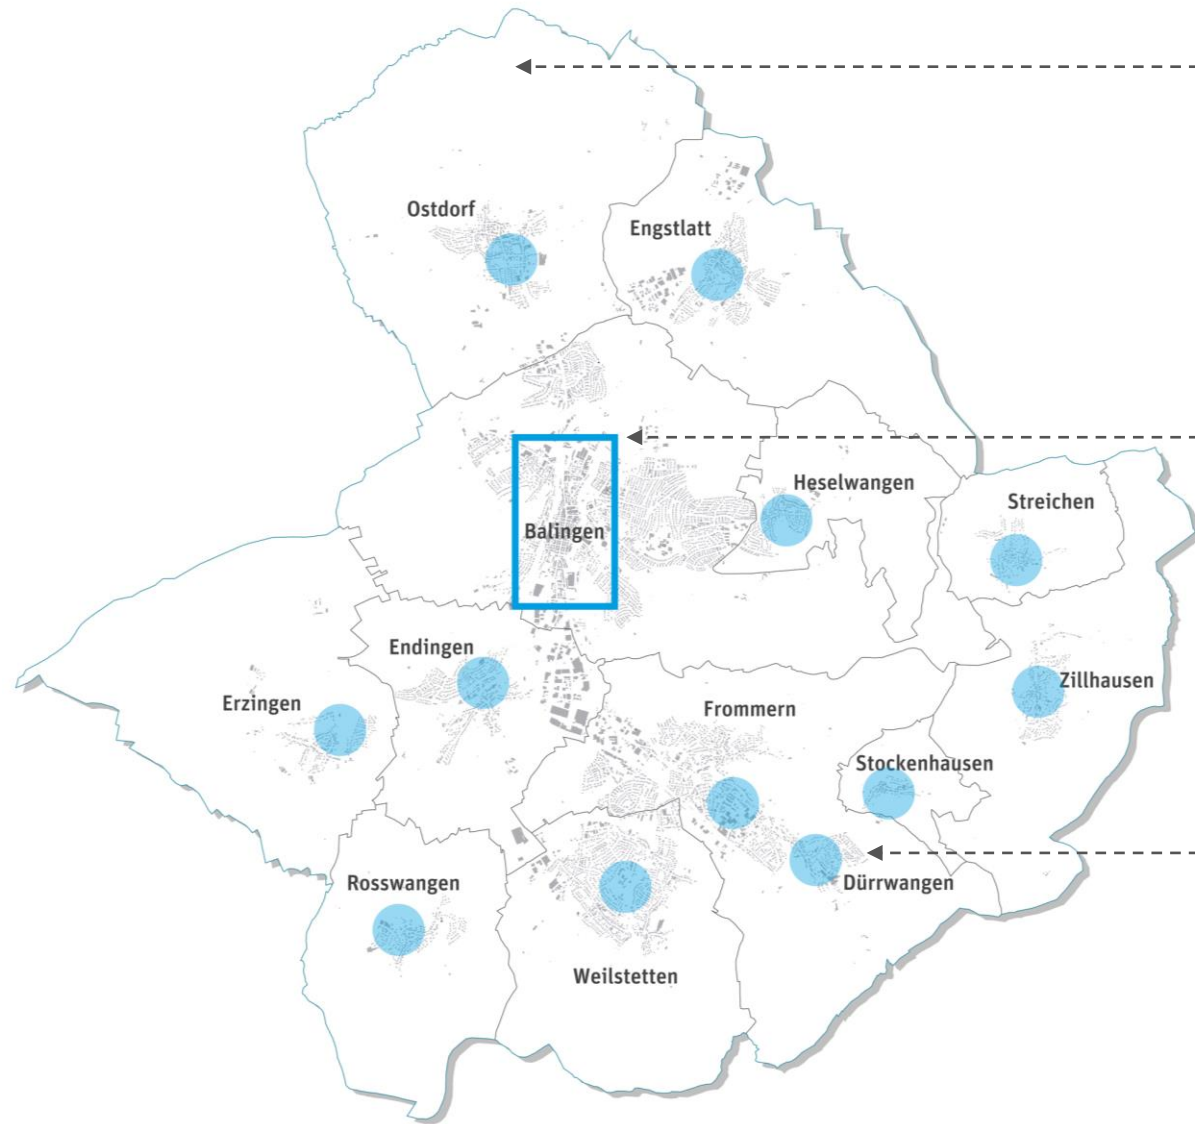 Ostdorf
Engstlatt
Heselwangen
Streichen
Balingen
Endingen
Zillhausen
Erzingen
Frommern
Stockenhausen
Rosswangen
Dürrwangen
Weilstetten